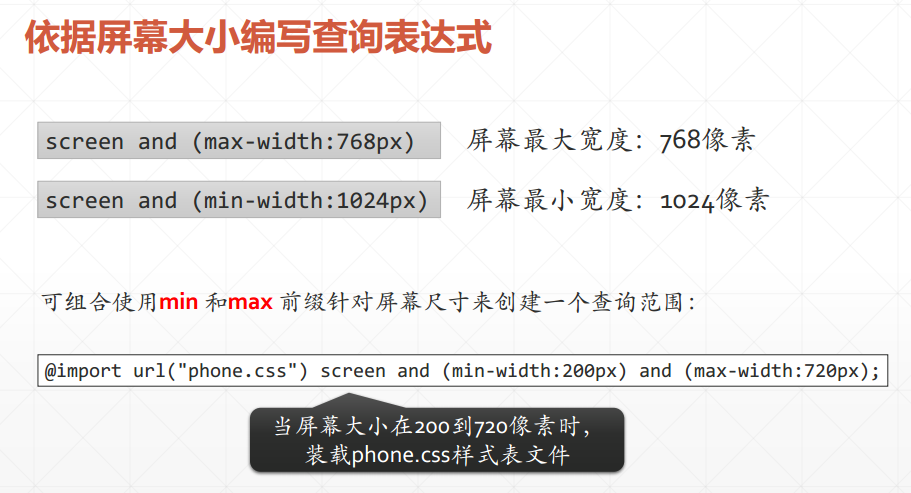 依据屏幕大小编写查询表达式
screen and (max-width:768px) 屏幕最大宽度：768像素
screen and (min-width:1024px) 屏幕最小宽度：1024像素
可组合使用min 和max 前缀针对屏幕尺寸来创建一个查询范围：
@import url("phone.css") screen and (min-width:200px) and (max-width:720px);
当屏幕大小在200到720像素时，
装载phone.css样式表文件